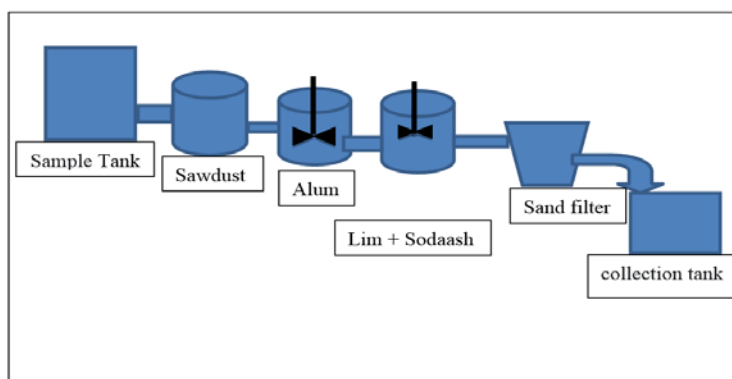 Sample Tank
Sawdust
Alum
Lim + Sodaash
Sand filter
collection tank